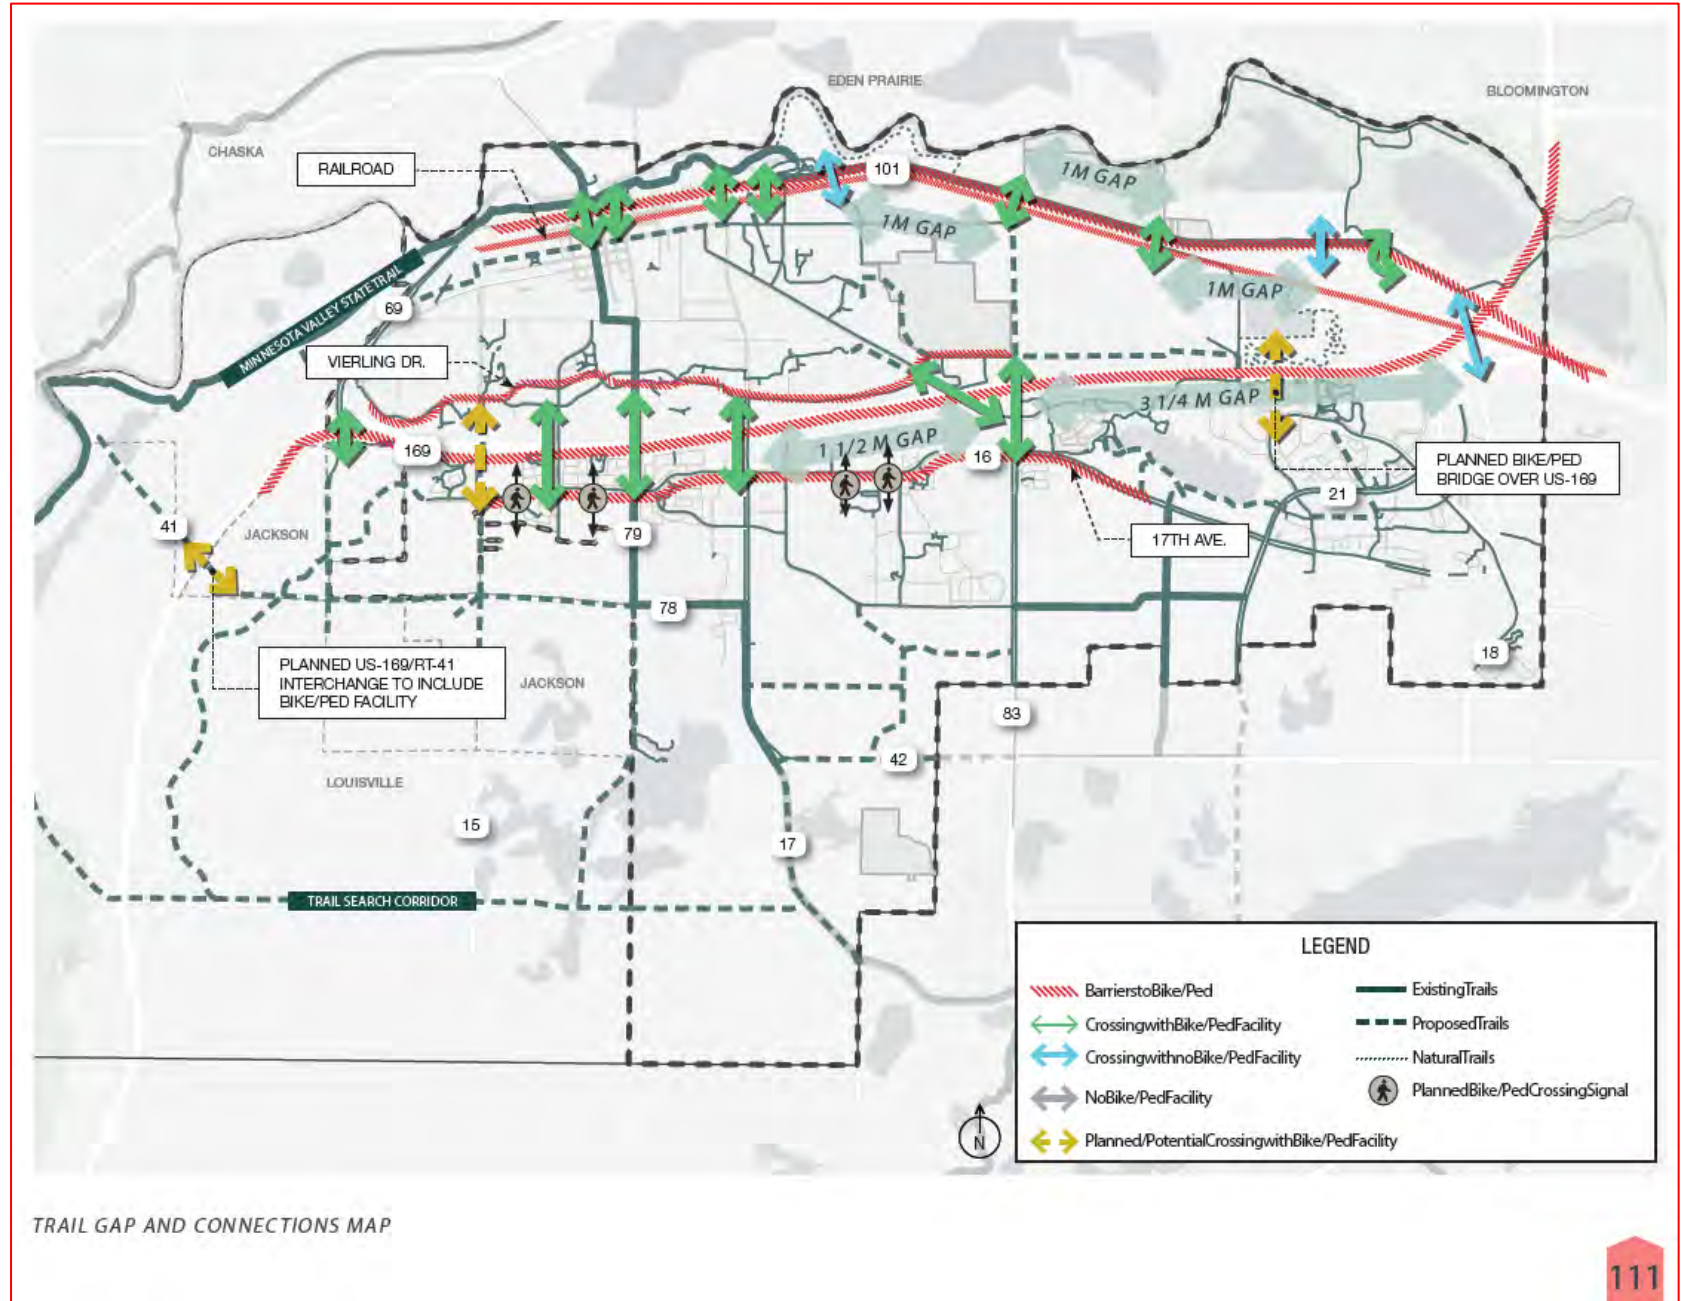 EDEN PRAIRIE
BLOOMINGTON
CHASKA
RAILROAD
101
1M GAP
1M GAP
1M GAP
MINNESOTA VALLEY STATE TRAIL
69
VIERLING DR.
3 1/4 M GAP
1 1/2 M GAP
169
16
PLANNED BIKE/PED
BRIDGE OVER US-169
21
41
JACKSON
79
17TH AVE.
78
18
PLANNED US-169/RT-41
INTERCHANGE TO INCLUDE
BIKE/PED FACILITY
JACKSON
83
42
LOUISVILLE
15
17
TRAIL SEARCH CORRIDOR
LEGEND
BarrierstoBike/Ped
CrossingwithBike/PedFacility
CrossingwithnoBike/PedFacility
NoBike/PedFacility
Planned/PotentialCrossingwithBike/PedFacility
ExistingTrails
ProposedTrails
NaturalTrails
PlannedBike/PedCrossingSignal
N
TRAIL GAP AND CONNECTIONS MAP
111